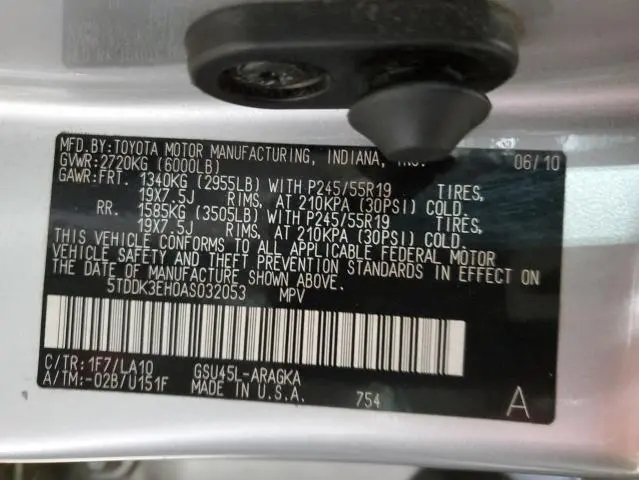 MFD.BY:TOYOTA MOTOR MANUFACTURING, INDIANA, INC. 06/10
GVWR:2720KG (6000LB)
GAWR:FRT. 1340KG (2955LB) WITH P245/55R19 TIRES,
19X7.5J RIMS, AT 210KPA (30PSI) COLD.
RR. 1585KG (3505LB) WITH P245/55R19 TIRES,
19X7.5J RIMS, AT 210KPA (30PSI) COLD.
THIS VEHICLE CONFORMS TO ALL APPLICABLE FEDERAL MOTOR
VEHICLE SAFETY AND THEFT PREVENTION STANDARDS IN EFFECT ON
THE DATE OF MANUFACTURE SHOWN ABOVE.
5TDDK3EH0AS032053 MPV
C/TR:1F7/LA10 GSU45L-ARAGKA
A/TM:-02B/U151F MADE IN U.S.A. 754 A